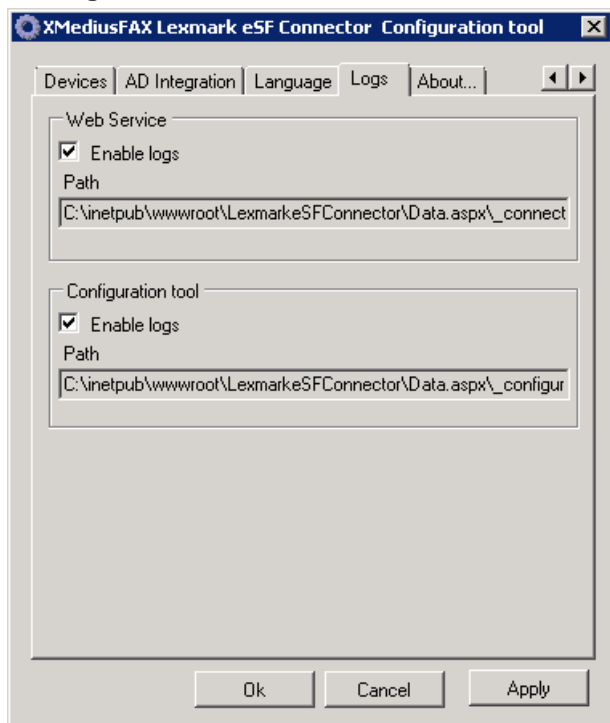 XMediusFAX Lexmark eSF Connector Configuration tool
Devices AD Integration Language Logs About...
Web Service
Enable logs
Path
C:\inetpub\wwwroot\LexmarkeSFConnector\Data.aspx\_connect
Configuration tool
Enable logs
Path
C:\inetpub\wwwroot\LexmarkeSFConnector\Data.aspx\_configur
Ok Cancel Apply